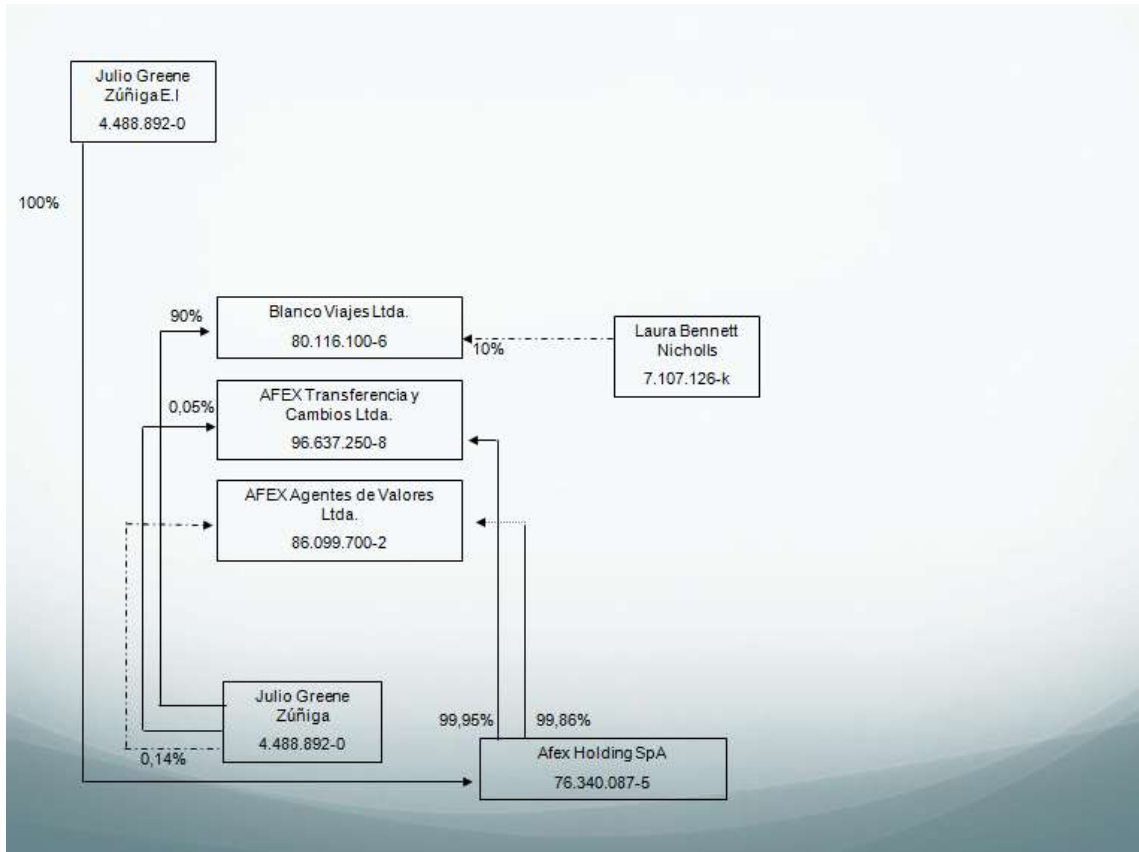 Julio Greene
Zúñiga E.I
4.488.892-0
100%
90%
Blanco Viajes Ltda.
80.116.100-6
10%
Laura Bennett
Nicholls
7.107.126-k
0,05%
AFEX Transferencia y
Cambios Ltda.
96.637.250-8
AFEX Agentes de Valores
Ltda.
86.099.700-2
Julio Greene
Zúñiga
4.488.892-0
0,14%
99,95%
99,86%
Afex Holding SpA
76.340.087-5